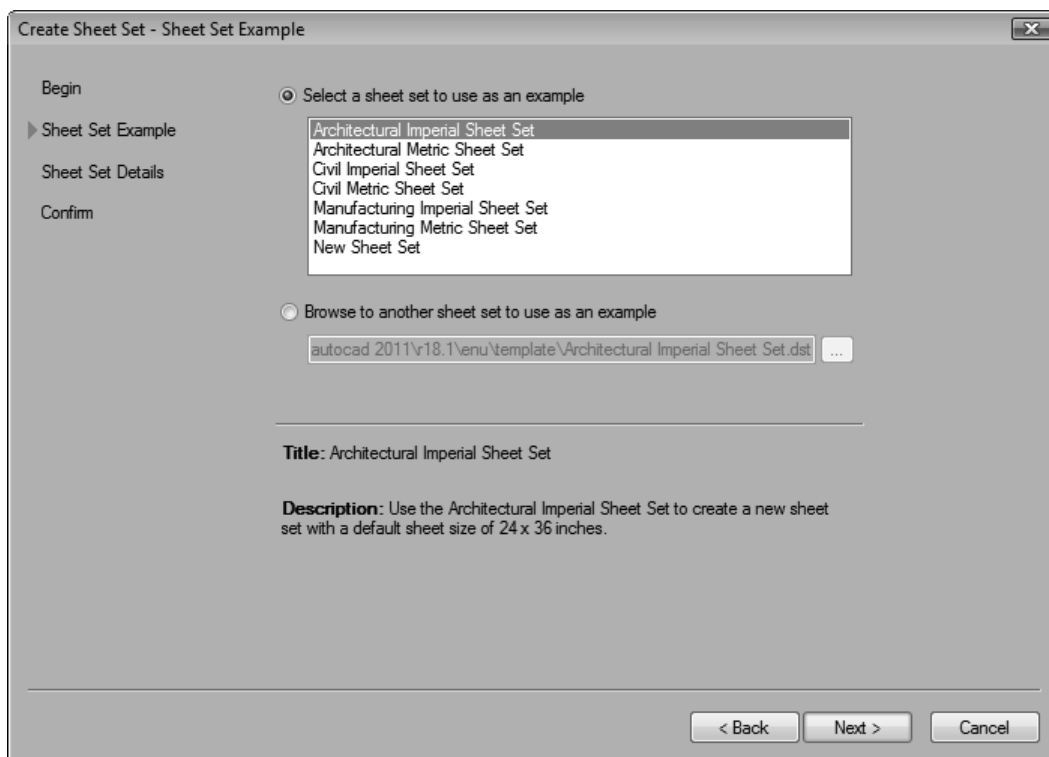 Create Sheet Set - Sheet Set Example
Begin
Sheet Set Example
Sheet Set Details
Confirm
Select a sheet set to use as an example
Architectural Imperial Sheet Set
Architectural Metric Sheet Set
Civil Imperial Sheet Set
Civil Metric Sheet Set
Manufacturing Imperial Sheet Set
Manufacturing Metric Sheet Set
New Sheet Set
Browse to another sheet set to use as an example
autocad 2011\r18.1\enu\template\Architectural Imperial Sheet Set.dst
...
Title: Architectural Imperial Sheet Set
Description: Use the Architectural Imperial Sheet Set to create a new sheet
set with a default sheet size of 24 x 36 inches.
< Back
Next >
Cancel